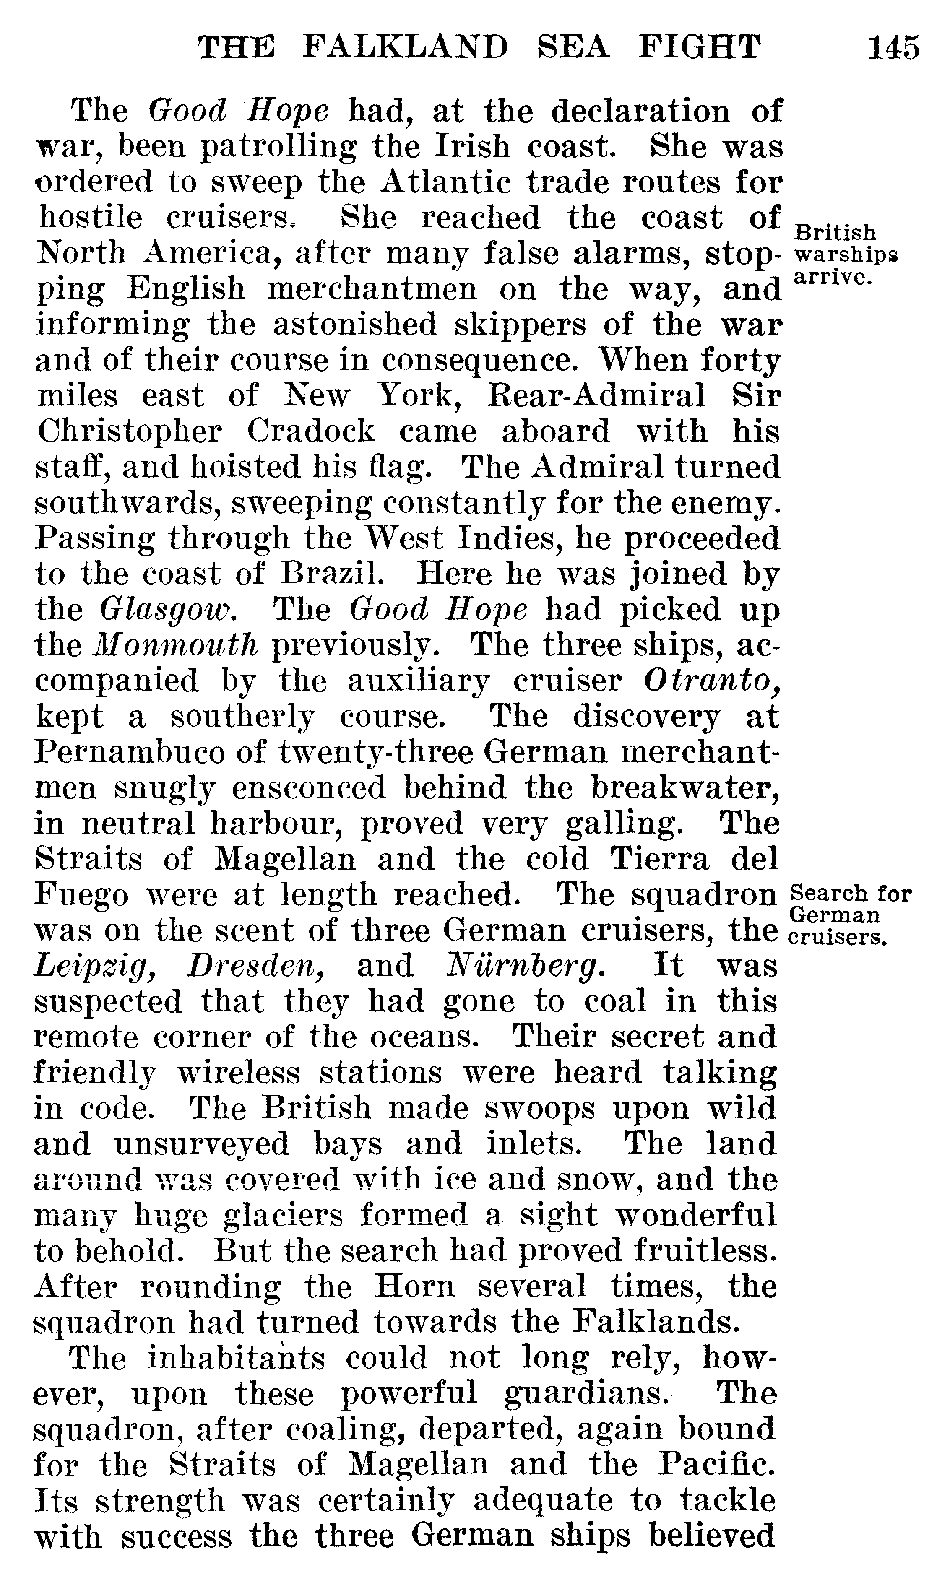 THE FALKLAND SEA FIGHT 145
The Good Hope had, at the declaration of
war, been patrolling the Irish coast. She was
ordered to sweep the Atlantic trade routes for
hostile cruisers. She reached the coast of
North America, after many false alarms, stop-
ping English merchantmen on the way, and
informing the astonished skippers of the war
and of their course in consequence. When forty
miles east of New York, Rear-Admiral Sir
Christopher Cradock came aboard with his
staff, and hoisted his flag. The Admiral turned
southwards, sweeping constantly for the enemy.
Passing through the West Indies, he proceeded
to the coast of Brazil. Here he was joined by
the Glasgow. The Good Hope had picked up
the Monmouth previously. The three ships, ac-
companied by the auxiliary cruiser Otranto,
kept a southerly course. The discovery at
Pernambuco of twenty-three German merchant-
men snugly ensconced behind the breakwater,
in neutral harbour, proved very galling. The
Straits of Magellan and the cold Tierra del
Fuego were at length reached. The squadron
was on the scent of three German cruisers, the
Leipzig, Dresden, and Nürnberg. It was
suspected that they had gone to coal in this
remote corner of the oceans. Their secret and
friendly wireless stations were heard talking
in code. The British made swoops upon wild
and unsurveyed bays and inlets. The land
around was covered with ice and snow, and the
many huge glaciers formed a sight wonderful
to behold. But the search had proved fruitless.
After rounding the Horn several times, the
squadron had turned towards the Falklands.
The inhabitants could not long rely, how-
ever, upon these powerful guardians. The
squadron, after coaling, departed, again bound
for the Straits of Magellan and the Pacific.
Its strength was certainly adequate to tackle
with success the three German ships believed
British
warships
arrive.
Search for
German
cruisers.